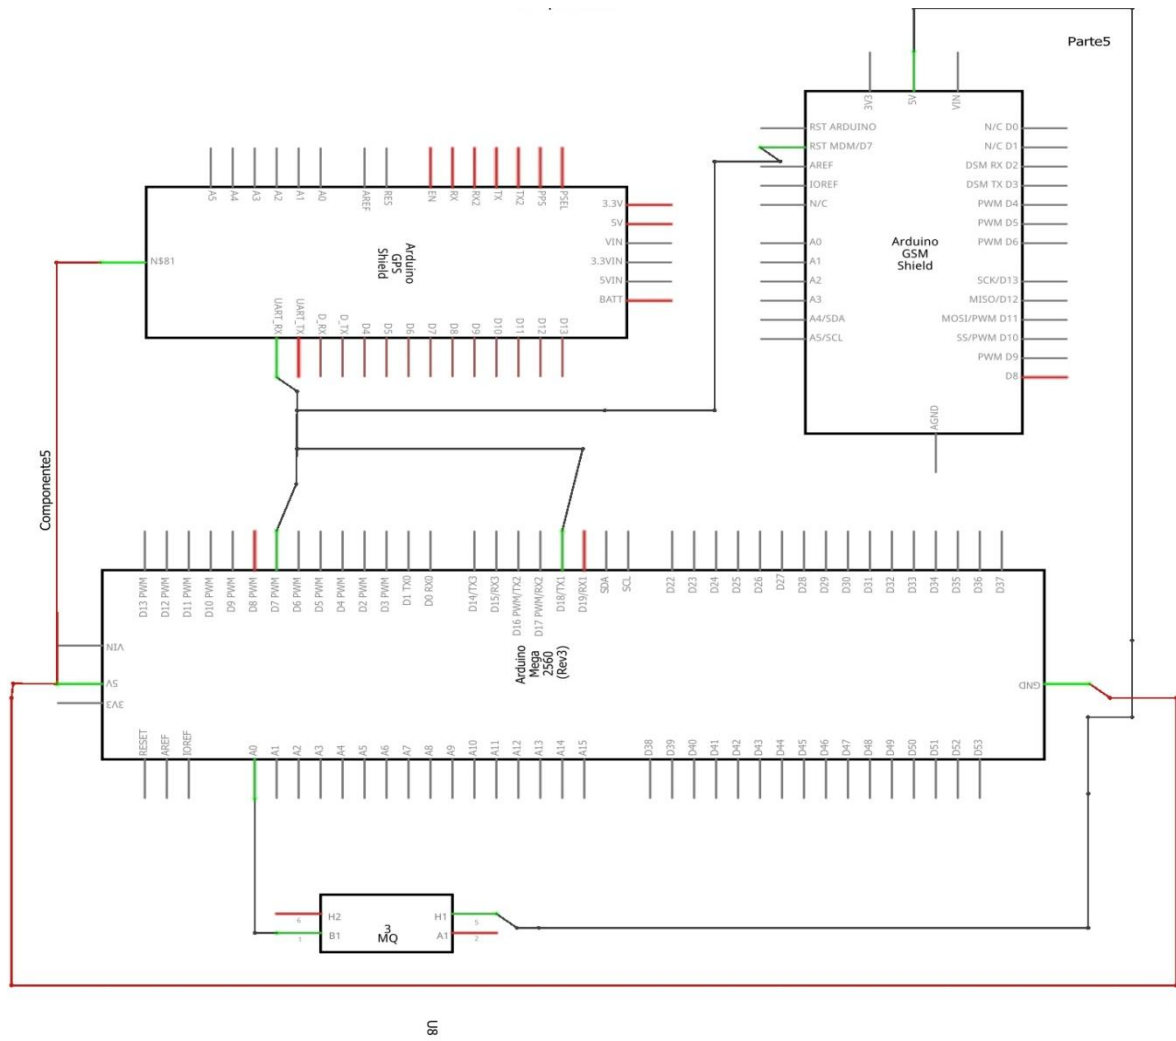 Parte5
3V3
5V
VIN
RST ARDUINO
RST MDM/D7
AREF
IOREF
N/C
A0
A1
A2
A3
A4/SDA
A5/SCL
N/C D0
N/C D1
DSM RX D2
DSM TX D3
PWM D4
PWM D5
PWM D6
SCK/D13
MISO/D12
MOSI/PWM D11
SS/PWM D10
PWM D9
D8
Arduino
GSM
Shield
AGND
A5
A4
A3
A2
A1
A0
AREF
RES
EN
RX
RX2
TX
TX2
PPS
PSEL
3.3V
5V
VIN
3.3VIN
5VIN
BATT
N$81
Arduino
GPS
Shield
UART_RX
UART_TX
D_RX
D_TX
D4
D5
D6
D7
D8
D9
D10
D11
D12
D13
Componente5
D13 PWM
D12 PWM
D11 PWM
D10 PWM
D9 PWM
D8 PWM
D7 PWM
D6 PWM
D5 PWM
D4 PWM
D2 PWM
D3 PWM
D1 TX0
D0 RX0
D14/TX3
D15/RX3
D16 PWM/TX2
D17 PWM/RX2
D18/TX1
D19/RX1
SDA
SCL
D22
D23
D24
D25
D26
D27
D28
D29
D30
D31
D32
D33
D34
D35
D36
D37
VIN
5V
3V3
Arduino
Mega
2560
(Rev3)
GND
RESET
AREF
IOREF
A0
A1
A2
A3
A4
A5
A6
A7
A8
A9
A10
A11
A12
A13
A14
A15
D38
D39
D40
D41
D42
D43
D44
D45
D46
D47
D48
D49
D50
D51
D52
D53
6
H2
1
B1
3
MQ
H1
5
A1
2
U8